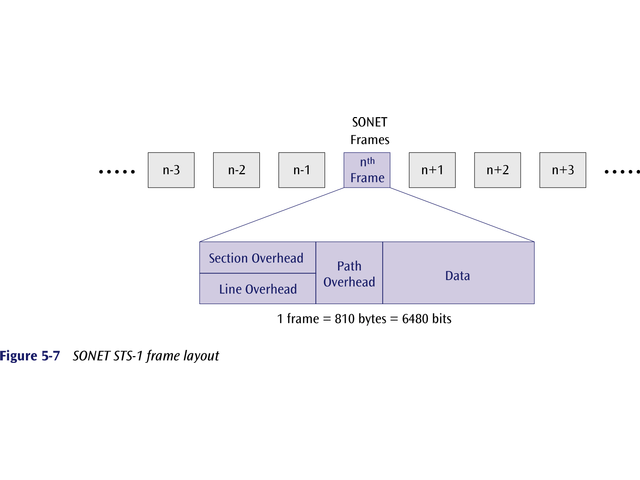 SONET
Frames
n-3
n-2
n-1
nth
Frame
n+1
n+2
n+3
Section Overhead
Line Overhead
Path
Overhead
Data
1 frame = 810 bytes = 6480 bits
Figure 5-7 SONET STS-1 frame layout